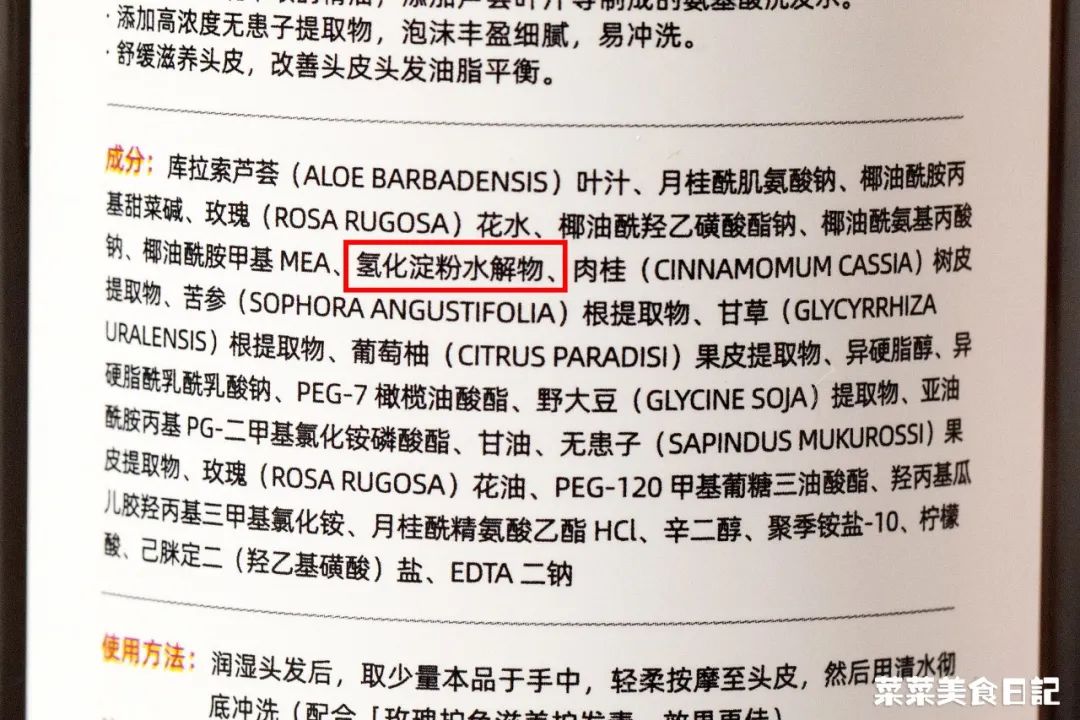 ·添加高浓度无患子提取物，泡沫丰盈细腻，易冲洗。
·舒缓滋养头皮，改善头皮头发油脂平衡。
成分：库拉索芦荟（ALOE BARBADENSIS）叶汁、月桂酰肌氨酸钠、椰油酰胺丙
基甜菜碱、玫瑰（ROSA RUGOSA）花水、椰油酰羟乙磺酸酯钠、椰油酰氨基丙酸
钠、椰油酰胺甲基 MEA、氢化淀粉水解物、肉桂（CINNAMOMUM CASSIA）树皮
提取物、苦参（SOPHORA ANGUSTIFOLIA）根提取物、甘草（GLYCYRRHIZA
URALENSIS）根提取物、葡萄柚（CITRUS PARADISI）果皮提取物、异硬脂醇、异
硬脂酰乳酰乳酸钠、PEG-7 橄榄油酸酯、野大豆（GLYCINE SOJA）提取物、亚油
酰胺丙基 PG-二甲基氯化铵磷酸酯、甘油、无患子（SAPINDUS MUKUROSSI）果
皮提取物、玫瑰（ROSA RUGOSA）花油、PEG-120 甲基葡糖三油酸酯、羟丙基瓜
儿胶羟丙基三甲基氯化铵、月桂酰精氨酸乙酯 HCl、辛二醇、聚季铵盐-10、柠檬
酸、己脒定二（羟乙基磺酸）盐、EDTA 二钠
使用方法：润湿头发后，取少量本品于手中，轻柔按摩至头皮，然后用清水彻
底冲洗（配合
菜菜美食日記